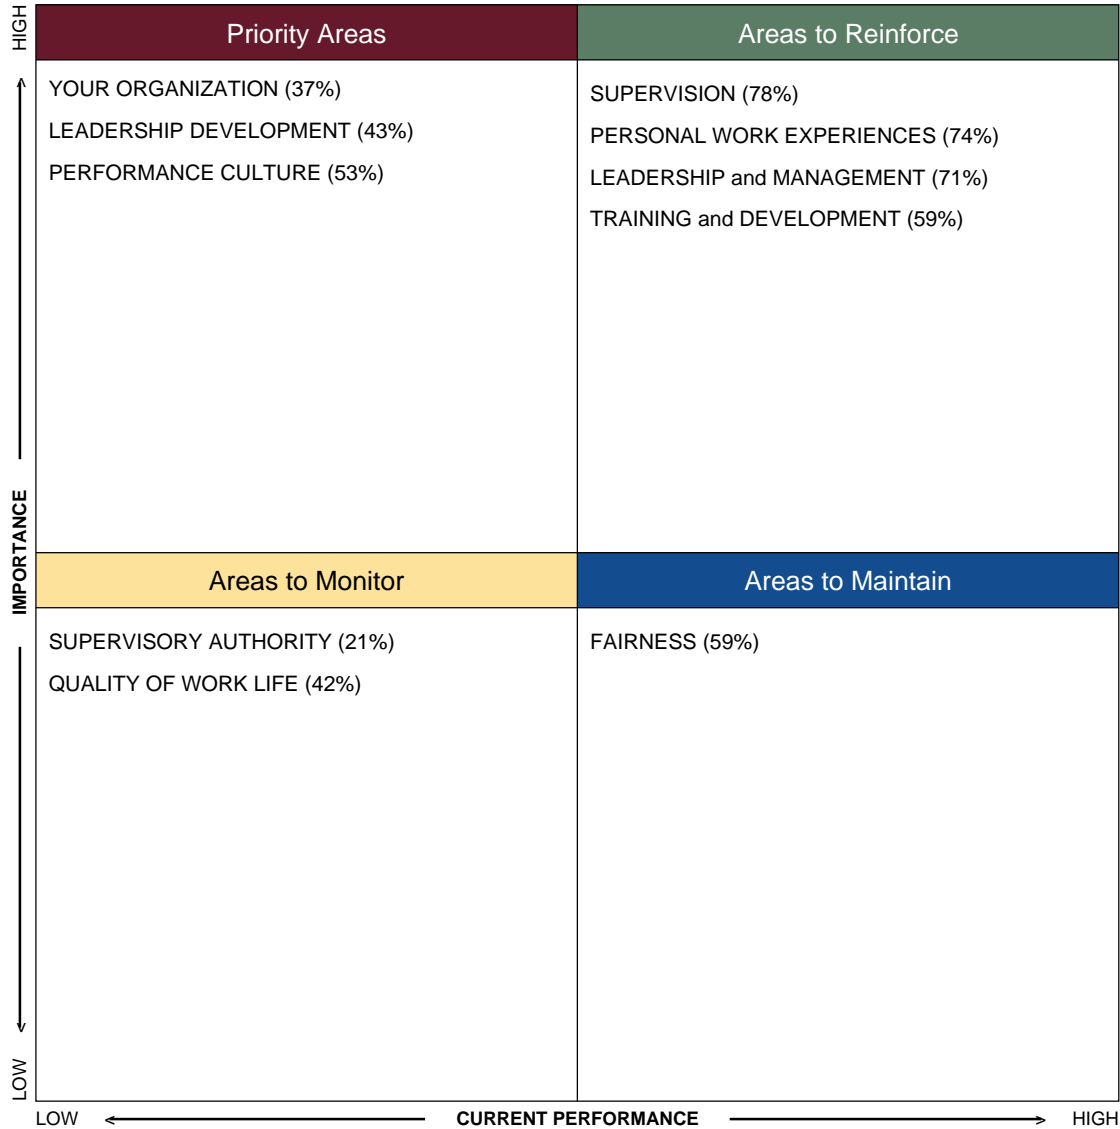 HIGH
Priority Areas
Areas to Reinforce
YOUR ORGANIZATION (37%)
LEADERSHIP DEVELOPMENT (43%)
PERFORMANCE CULTURE (53%)
SUPERVISION (78%)
PERSONAL WORK EXPERIENCES (74%)
LEADERSHIP and MANAGEMENT (71%)
TRAINING and DEVELOPMENT (59%)
IMPORTANCE
Areas to Monitor
Areas to Maintain
SUPERVISORY AUTHORITY (21%)
QUALITY OF WORK LIFE (42%)
FAIRNESS (59%)
LOW
LOW
CURRENT PERFORMANCE
HIGH